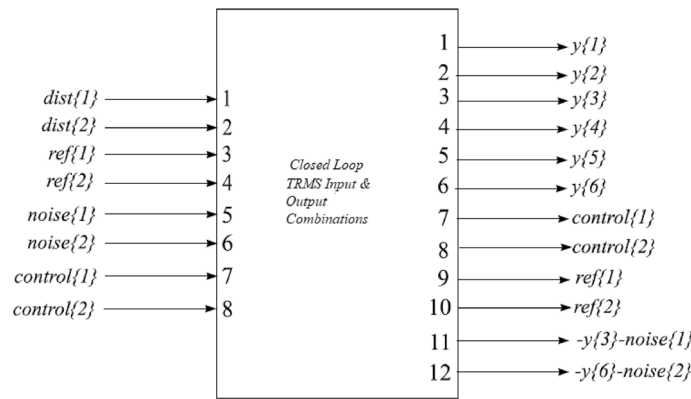 dist{1} 1
dist{2} 2
ref{1} 3
ref{2} 4
noise{1} 5
noise{2} 6
control{1} 7
control{2} 8
Closed Loop
TRMS Input &
Output
Combinations
1 y{1}
2 y{2}
3 y{3}
4 y{4}
5 y{5}
6 y{6}
7 control{1}
8 control{2}
9 ref{1}
10 ref{2}
11 -y{3}-noise{1}
12 -y{6}-noise{2}